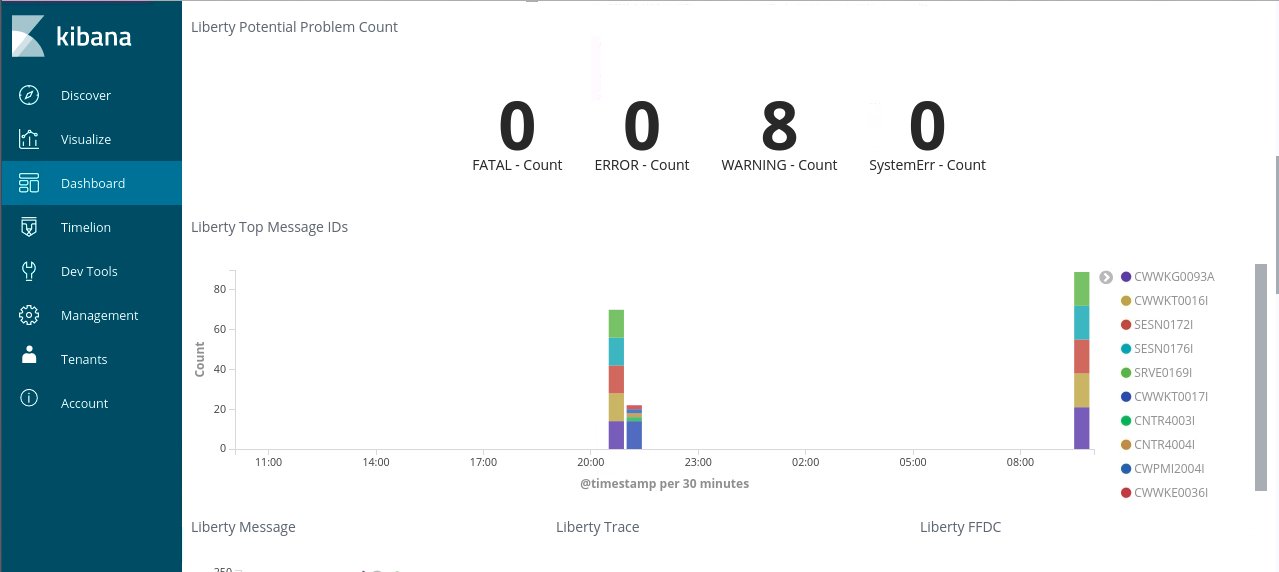 kibana
Discover
Visualize
Dashboard
Timelion
Dev Tools
Management
Tenants
Account
Liberty Potential Problem Count
0 0 8 0
FATAL - Count ERROR - Count WARNING - Count SystemErr - Count
Liberty Top Message IDs
80
60
40
20
0
Count
11:00 14:00 17:00 20:00 23:00 02:00 05:00 08:00
@timestamp per 30 minutes
CWWKG0093A
CWWKT0016I
SESN0172I
SESN0176I
SRVE0169I
CWWKT0017I
CNTR4003I
CNTR4004I
CWPMI2004I
CWWKE0036I
Liberty Message Liberty Trace Liberty FFDC